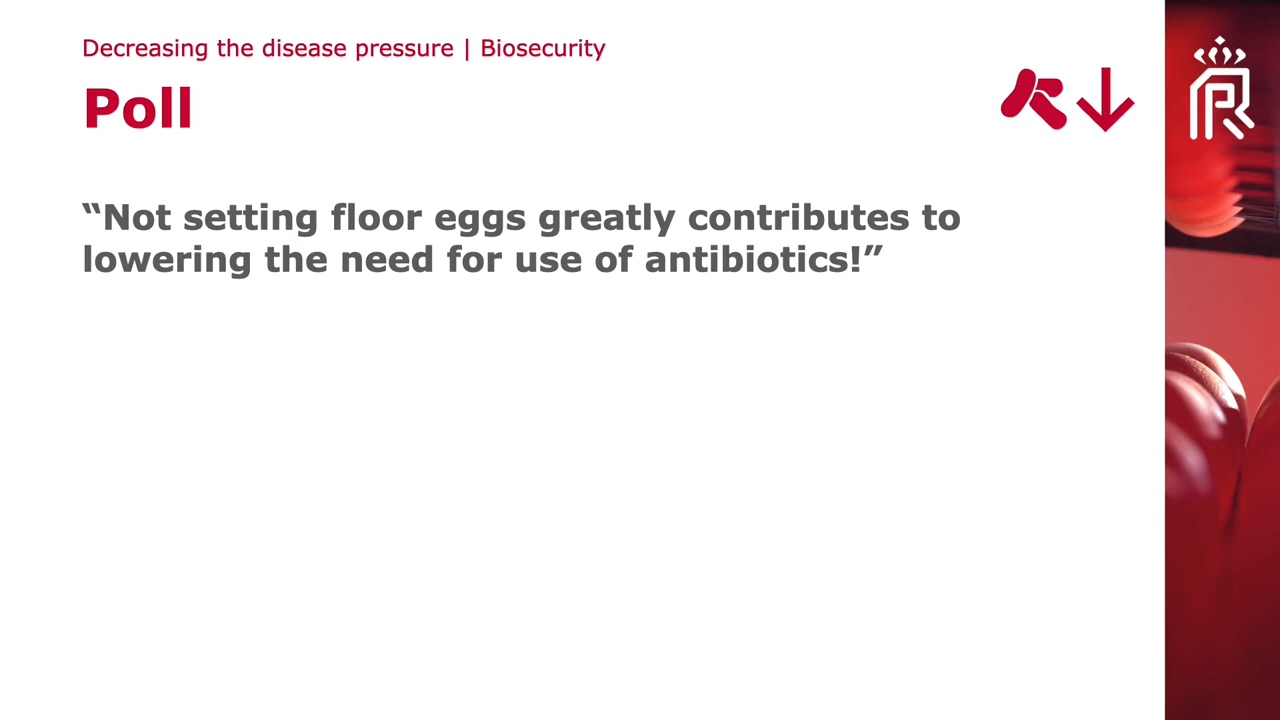 Decreasing the disease pressure | Biosecurity
Poll
“Not setting floor eggs greatly contributes to
lowering the need for use of antibiotics!”